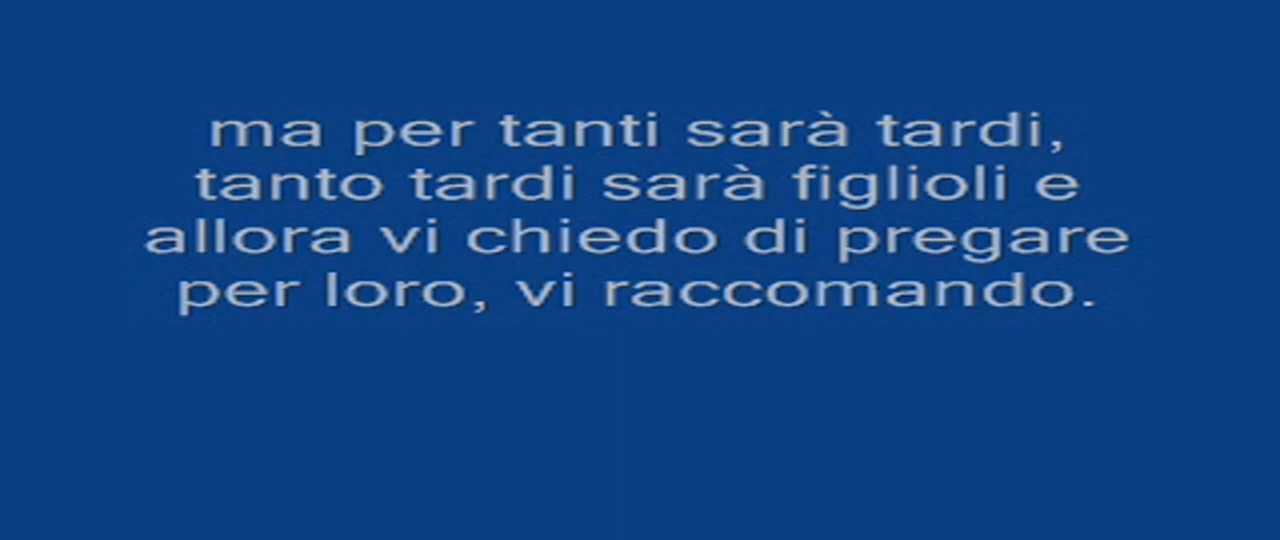 ma per tanti sarà tardi,
tanto tardi sarà figlioli e
allora vi chiedo di pregare
per loro, vi raccomando.